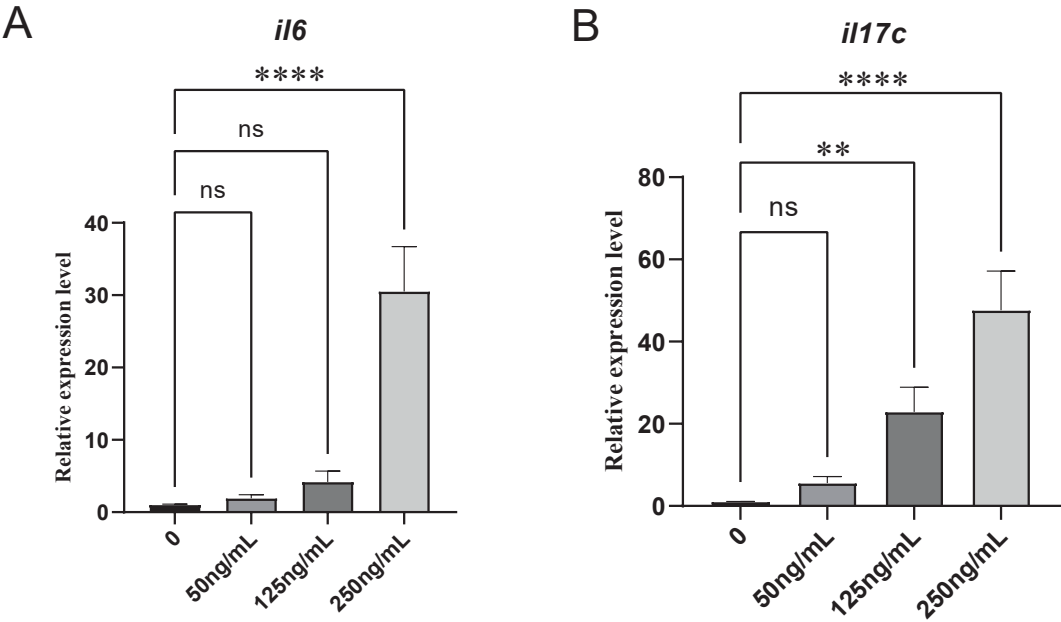 A
il6
****
ns
ns
Relative expression level
40
30
20
10
0
0
50ng/mL
125ng/mL
250ng/mL
B
il17c
****
**
ns
Relative expression level
80
60
40
20
0
0
50ng/mL
125ng/mL
250ng/mL